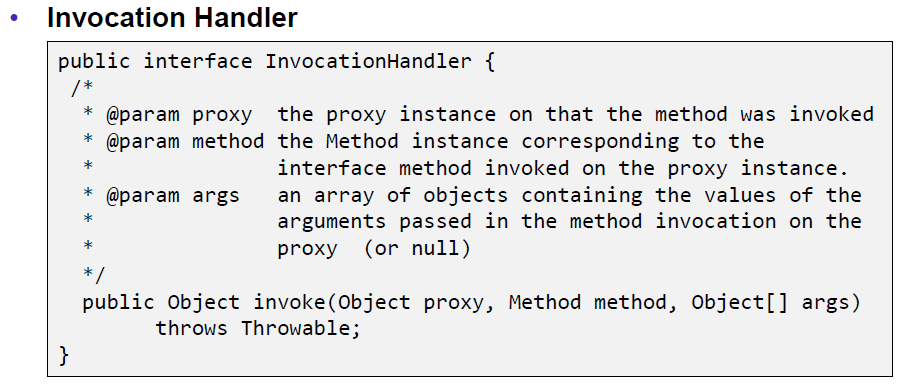 • Invocation Handler
public interface InvocationHandler {
/*
* @param proxy the proxy instance on that the method was invoked
* @param method the Method instance corresponding to the
* interface method invoked on the proxy instance.
* @param args an array of objects containing the values of the
* arguments passed in the method invocation on the
* proxy (or null)
*/
public Object invoke(Object proxy, Method method, Object[] args)
throws Throwable;
}